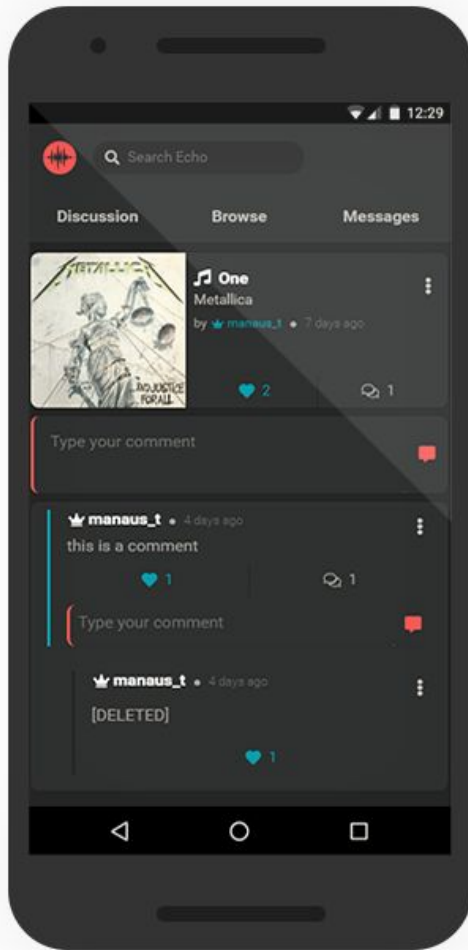 12:29
Search Echo
Discussion Browse Messages
METALLICA
...AND JUSTICE
FOR ALL
One
Metallica
by manaus_t • 7 days ago
2 1
Type your comment
manaus_t • 4 days ago
this is a comment
1 1
Type your comment
manaus_t • 4 days ago
[DELETED]
1